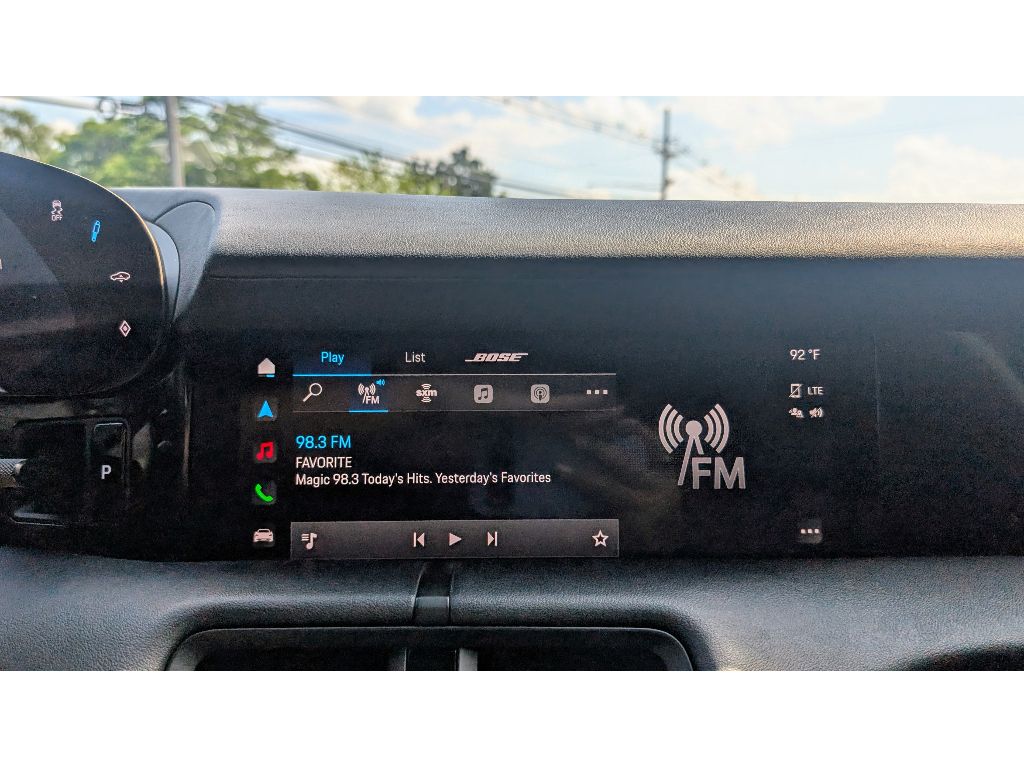 OFF
Play List BOSE
92 °F
FM sxm
LTE
98.3 FM
FAVORITE
Magic 98.3 Today's Hits. Yesterday's Favorites
FM
P